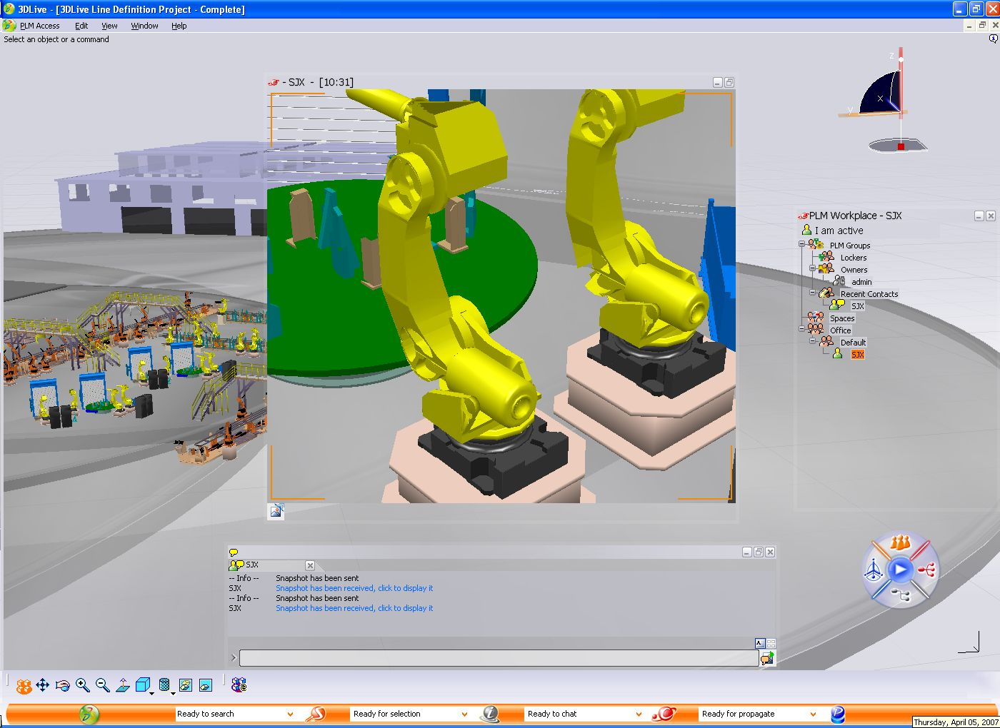 3DLive - [3DLive Line Definition Project - Complete]
PLM Access Edit View Window Help
Select an object or a command
Z
X
Y
- SJX - [10:31]
PLM Workplace - SJX
I am active
PLM Groups
Lockers
Owners
admin
Recent Contacts
SJX
Spaces
Office
Default
SJX
SJX
-- Info -- Snapshot has been sent
SJX Snapshot has been received, click to display it
-- Info -- Snapshot has been sent
SJX Snapshot has been received, click to display it
>
Ready to search Ready for selection Ready to chat Ready for propagate
Thursday, April 05, 2007